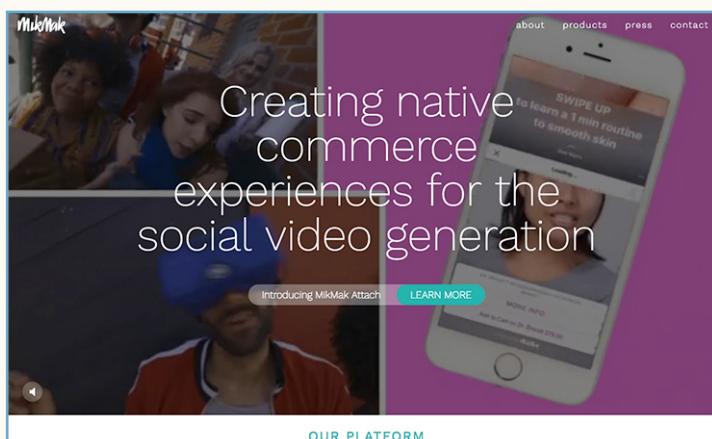 MikMak
about products press contact
Creating native
commerce
experiences for the
social video generation
Introducing MikMak Attach LEARN MORE
SWIPE UP
to learn a 1 min routine
to smooth skin
Loading...
MORE INFO
OUR PLATFORM